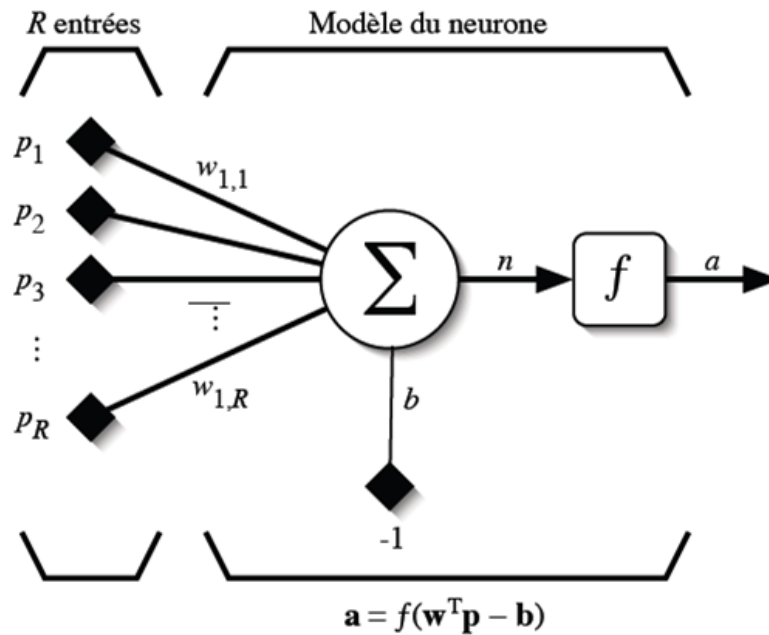 R entrées
Modèle du neurone
p1
w1,1
p2
p3
n
f
a
⋮
⋮
∑
w1,R
pR
b
-1
a = f(wTp – b)